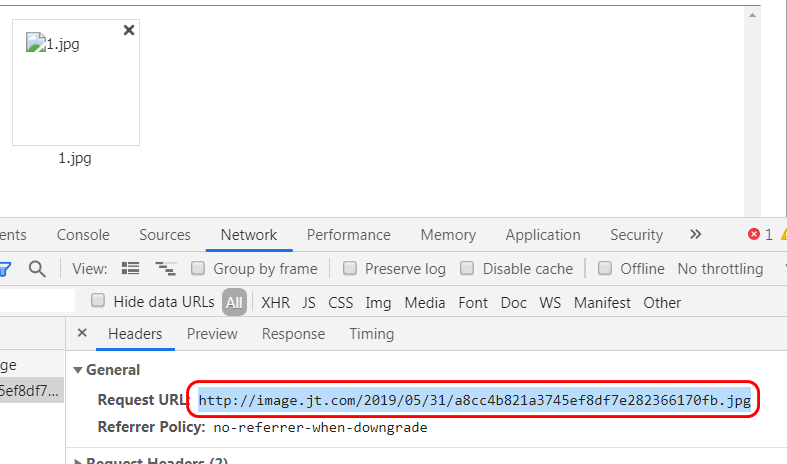 1.jpg
1.jpg
ents Console Sources Network Performance Memory Application Security » 1
View: Group by frame Preserve log Disable cache Offline No throttling
Hide data URLs All XHR JS CSS Img Media Font Doc WS Manifest Other
× Headers Preview Response Timing
ge
General
5ef8df7...
Request URL: http://image.jt.com/2019/05/31/a8cc4b821a3745ef8df7e282366170fb.jpg
Referrer Policy: no-referrer-when-downgrade
Request Headers (2)